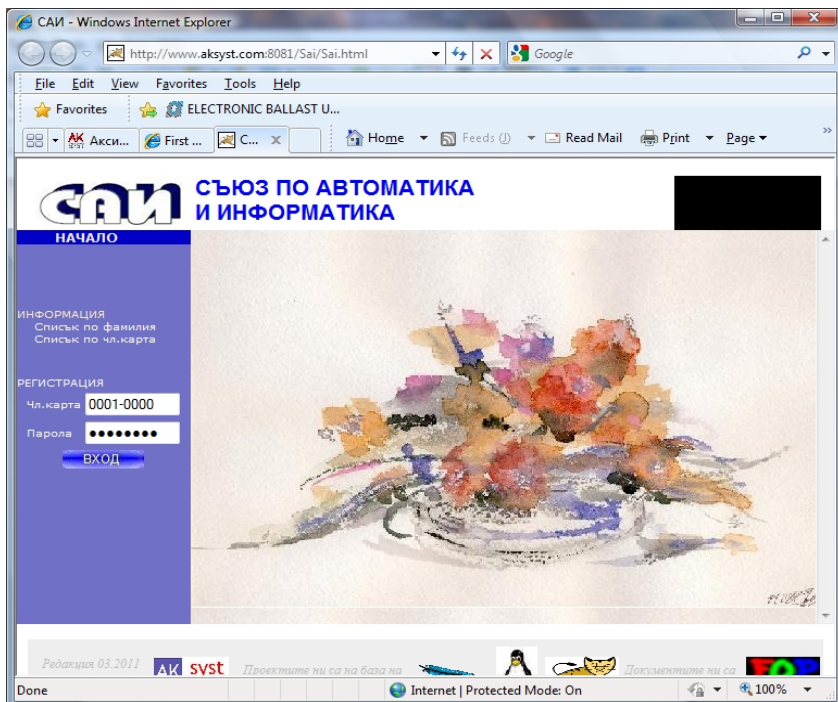 САИ - Windows Internet Explorer
http://www.aksyst.com:8081/Sai/Sai.html
Google
File Edit View Favorites Tools Help
Favorites ELECTRONIC BALLAST U...
АК Акси... First ... С... Home Feeds (J) Read Mail Print Page »
САИ
СЪЮЗ ПО АВТОМАТИКА
И ИНФОРМАТИКА
НАЧАЛО
ИНФОРМАЦИЯ
Списък по фамилия
Списък по чл.карта
РЕГИСТРАЦИЯ
Чл.карта 0001-0000
Парола ●●●●●●●●
ВХОД
Редакция 03.2011 AK syst Проектите ни са на база на Документите ни са FOP
Done Internet | Protected Mode: On 100%